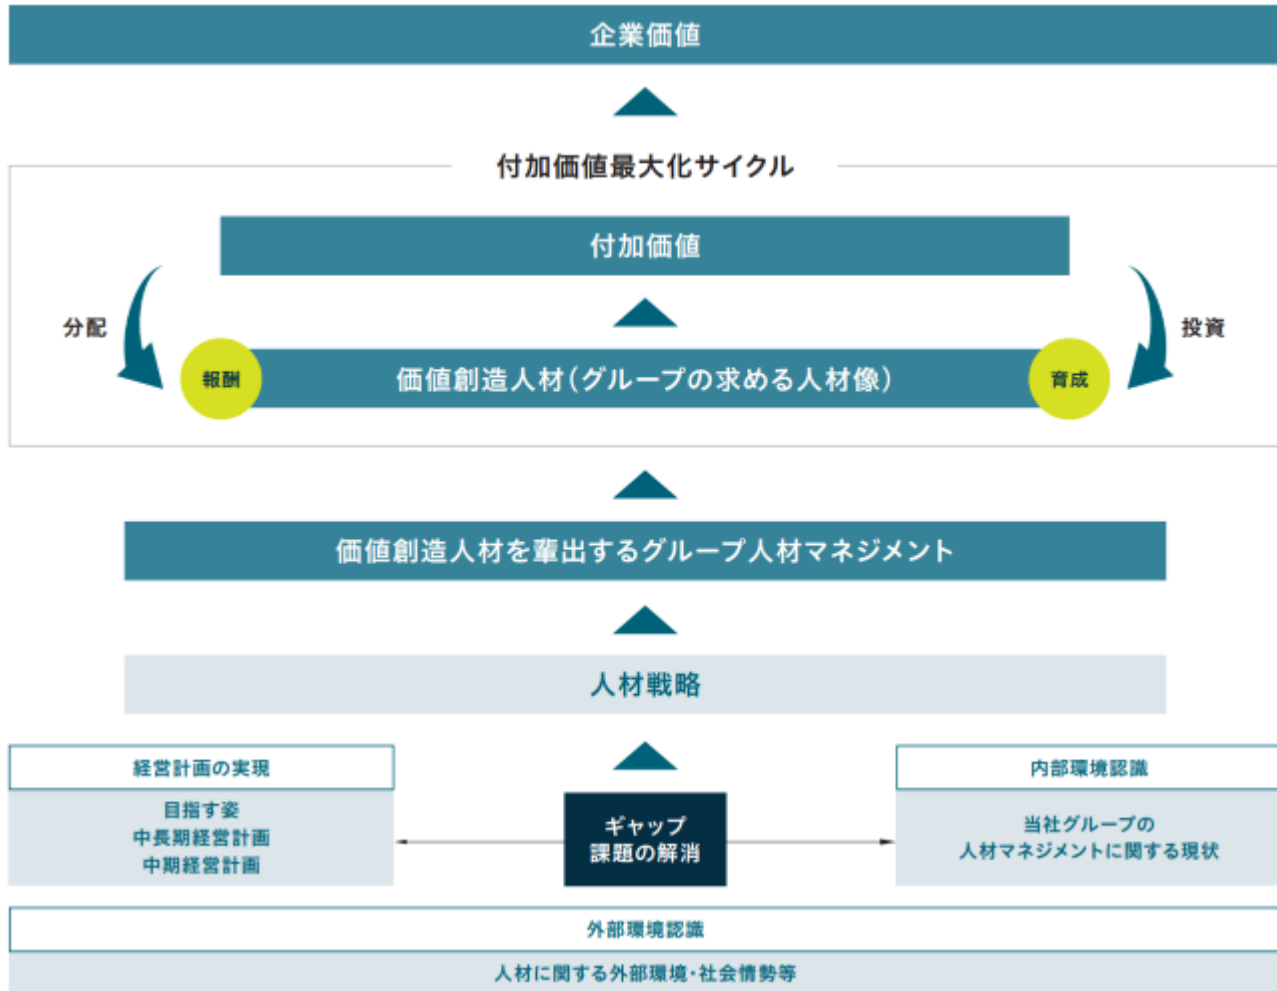 企業価値
付加価値最大化サイクル
付加価値
分配
投資
報酬
価値創造人材(グループの求める人材像)
育成
価値創造人材を輩出するグループ人材マネジメント
人材戦略
経営計画の実現
目指す姿
中長期経営計画
中期経営計画
ギャップ
課題の解消
内部環境認識
当社グループの
人材マネジメントに関する現状
外部環境認識
人材に関する外部環境・社会情勢等